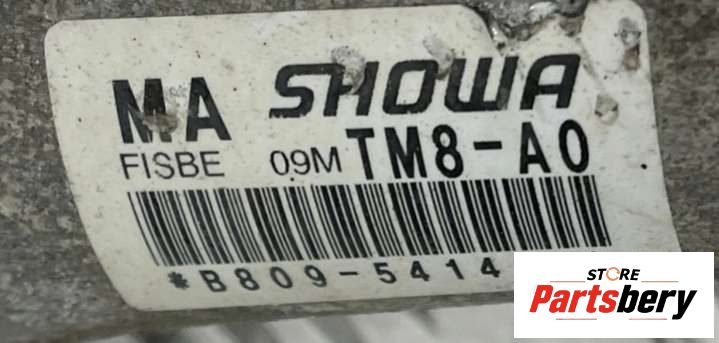 MA SHOWA
FISBE 09M TM8-A0
*B809-5414
STORE
Partsbery